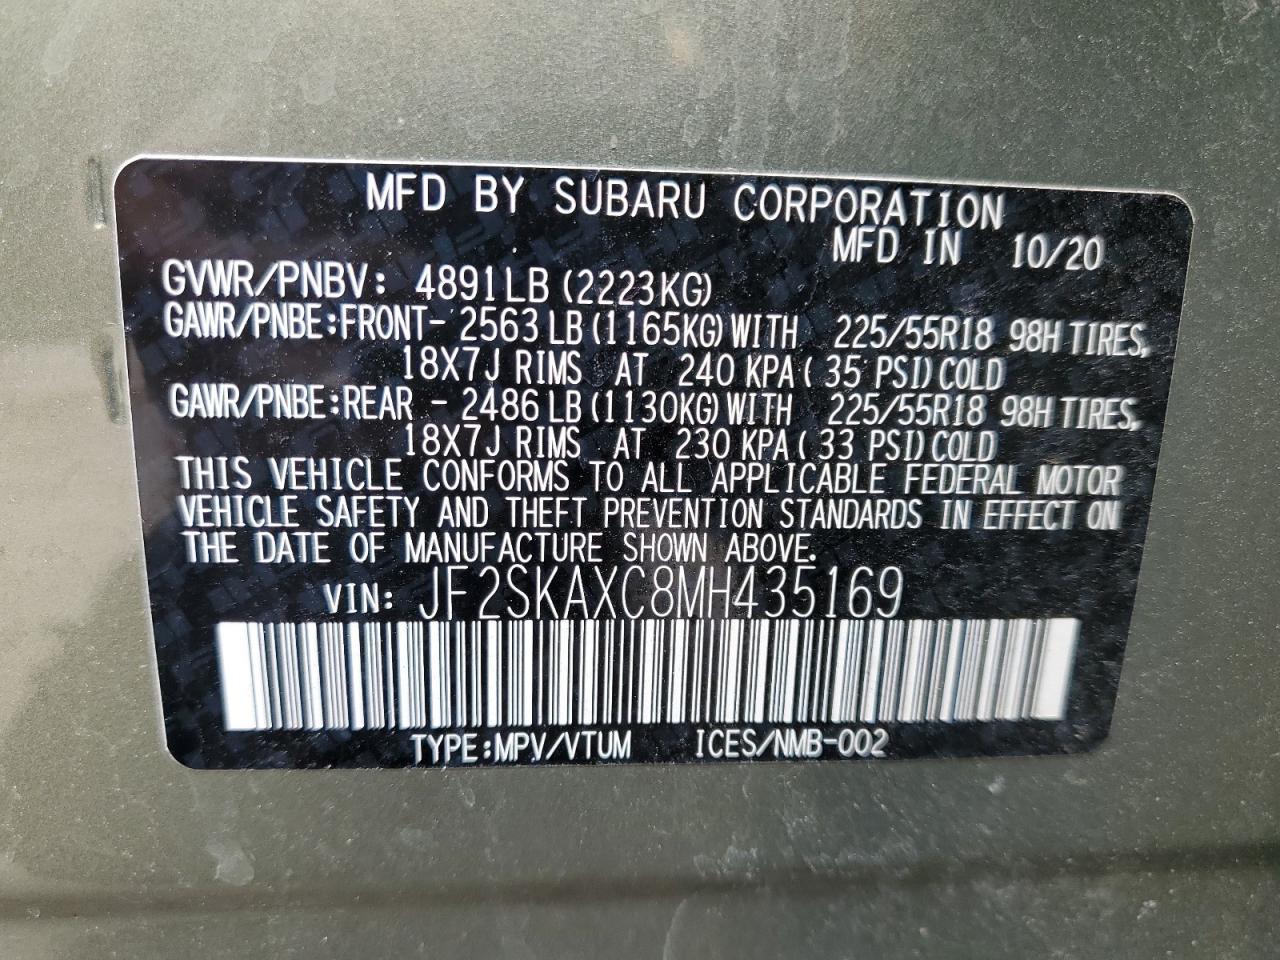 MFD BY SUBARU CORPORATION
MFD IN 10/20
GVWR/PNBV: 4891LB (2223KG)
GAWR/PNBE:FRONT- 2563 LB (1165KG) WITH 225/55R18 98H TIRES,
18X7J RIMS AT 240 KPA ( 35 PSI) COLD
GAWR/PNBE:REAR - 2486 LB (1130KG) WITH 225/55R18 98H TIRES,
18X7J RIMS AT 230 KPA ( 33 PSI) COLD
THIS VEHICLE CONFORMS TO ALL APPLICABLE FEDERAL MOTOR
VEHICLE SAFETY AND THEFT PREVENTION STANDARDS IN EFFECT ON
THE DATE OF MANUFACTURE SHOWN ABOVE.
VIN: JF2SKAXC8MH435169
TYPE:MPV/VTUM ICES/NMB-002